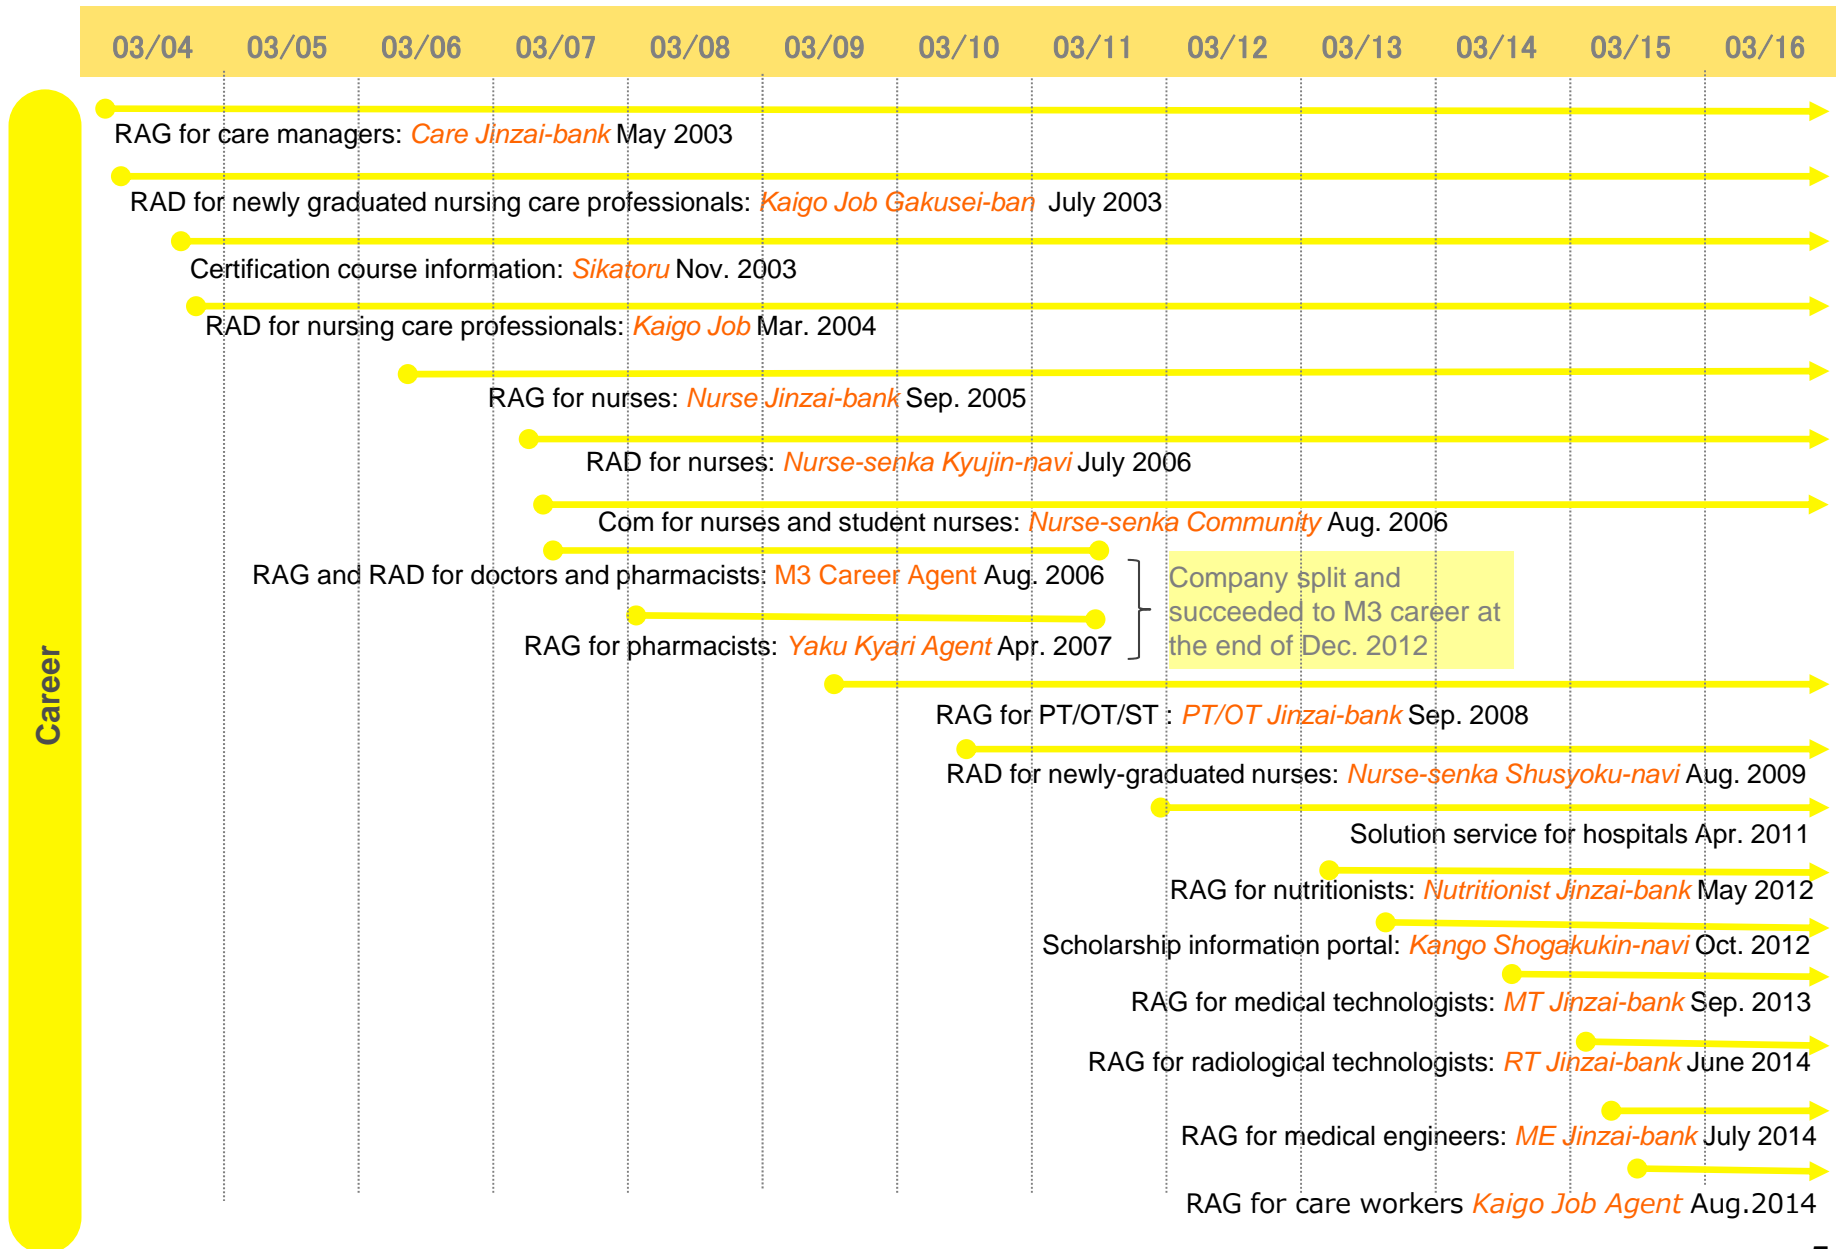 03/04 03/05 03/06 03/07 03/08 03/09 03/10 03/11 03/12 03/13 03/14 03/15 03/16
Career
RAG for care managers: Care Jinzai-bank May 2003
RAD for newly graduated nursing care professionals: Kaigo Job Gakusei-ban July 2003
Certification course information: Sikatoru Nov. 2003
RAD for nursing care professionals: Kaigo Job Mar. 2004
RAG for nurses: Nurse Jinzai-bank Sep. 2005
RAD for nurses: Nurse-senka Kyujin-navi July 2006
Com for nurses and student nurses: Nurse-senka Community Aug. 2006
RAG and RAD for doctors and pharmacists: M3 Career Agent Aug. 2006
RAG for pharmacists: Yaku Kyari Agent Apr. 2007
Company split and
succeeded to M3 career at
the end of Dec. 2012
RAG for PT/OT/ST : PT/OT Jinzai-bank Sep. 2008
RAD for newly-graduated nurses: Nurse-senka Shusyoku-navi Aug. 2009
Solution service for hospitals Apr. 2011
RAG for nutritionists: Nutritionist Jinzai-bank May 2012
Scholarship information portal: Kango Shogakukin-navi Oct. 2012
RAG for medical technologists: MT Jinzai-bank Sep. 2013
RAG for radiological technologists: RT Jinzai-bank June 2014
RAG for medical engineers: ME Jinzai-bank July 2014
RAG for care workers Kaigo Job Agent Aug.2014